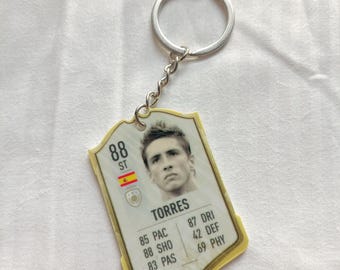 88
ST
TORRES
85 PAC 87 DRI
88 SHO 42 DEF
83 PAS 69 PHY